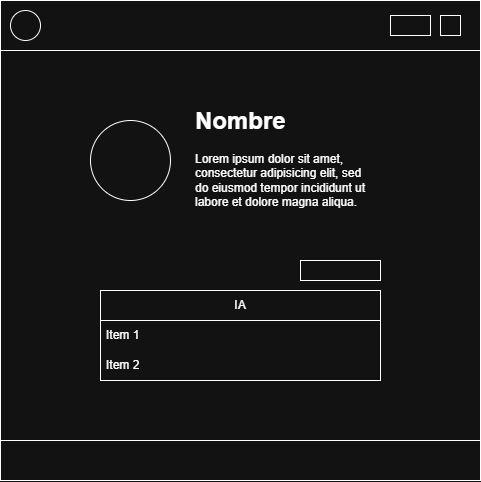 Nombre
Lorem ipsum dolor sit amet,
consectetur adipisicing elit, sed
do eiusmod tempor incididunt ut
labore et dolore magna aliqua.
IA
Item 1
Item 2